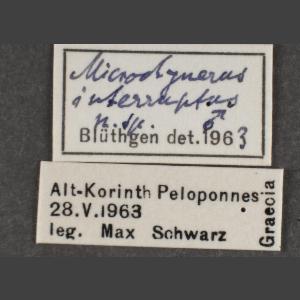 Microdynerus
interruptus
n. sp. ♂
Blüthgen det. 1963
Alt-Korinth Peloponnes
28.V.1963
leg. Max Schwarz
Graecia